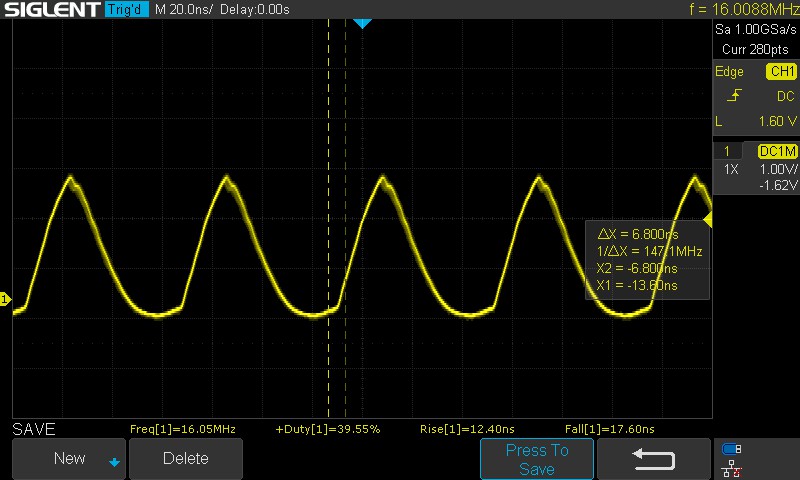 SIGLENT Trig'd M 20.0ns/ Delay:0.00s f = 16.0088MHz
Sa 1.00GSa/s
Curr 280pts
Edge CH1
DC
L 1.60 V
1 DC1M
1X 1.00V/
-1.62V
ΔX = 6.800ns
1/ΔX = 147.1MHz
X2 = -6.800ns
X1 = -13.60ns
1
SAVE Freq[1]=16.05MHz +Duty[1]=39.55% Rise[1]=12.40ns Fall[1]=17.60ns
New Delete Press To
Save